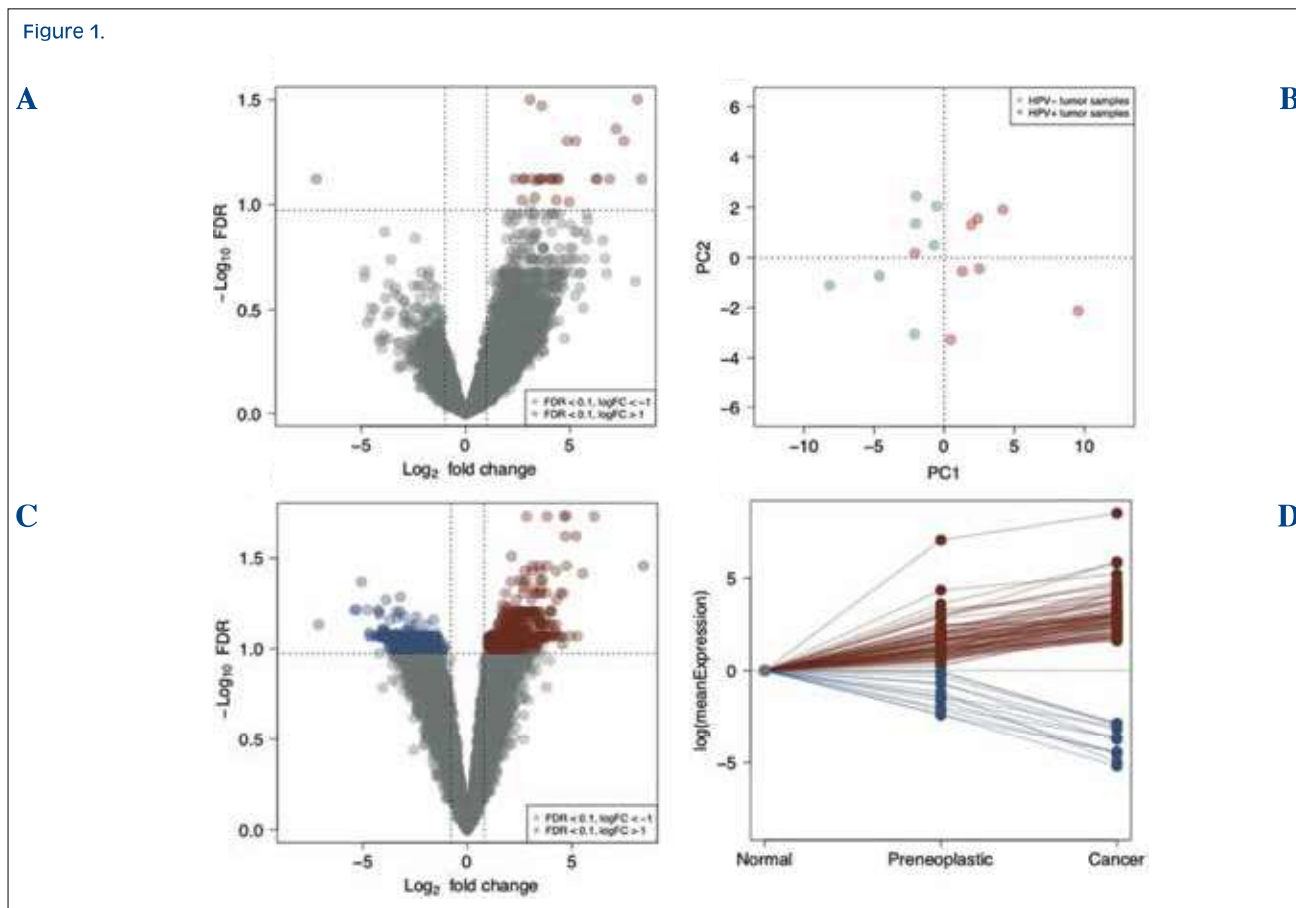 Figure 1.
A
1.5
1.0
0.5
0.0
−Log10 FDR
FDR < 0.1, logFC < −1
FDR < 0.1, logFC > 1
−5 0 5
Log2 fold change
B
6
4
2
0
−2
−4
−6
PC2
HPV− tumor samples
HPV+ tumor samples
−10 −5 0 5 10
PC1
C
1.5
1.0
0.5
0.0
−Log10 FDR
FDR < 0.1, logFC < −1
FDR < 0.1, logFC > 1
−5 0 5
Log2 fold change
D
5
0
−5
log(meanExpression)
Normal Preneoplastic Cancer